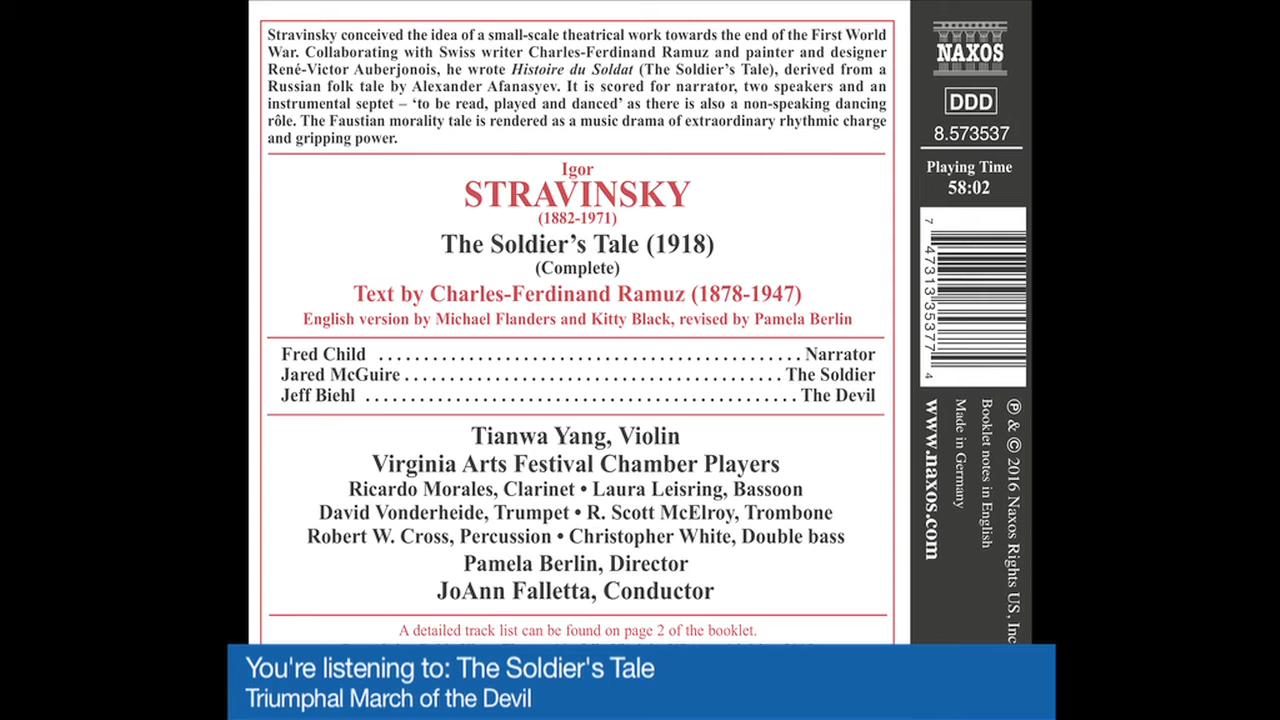 Stravinsky conceived the idea of a small-scale theatrical work towards the end of the First World
War. Collaborating with Swiss writer Charles-Ferdinand Ramuz and painter and designer
René-Victor Auberjonois, he wrote Histoire du Soldat (The Soldier's Tale), derived from a
Russian folk tale by Alexander Afanasyev. It is scored for narrator, two speakers and an
instrumental septet – 'to be read, played and danced' as there is also a non-speaking dancing
rôle. The Faustian morality tale is rendered as a music drama of extraordinary rhythmic charge
and gripping power.
Igor
STRAVINSKY
(1882-1971)
The Soldier's Tale (1918)
(Complete)
Text by Charles-Ferdinand Ramuz (1878-1947)
English version by Michael Flanders and Kitty Black, revised by Pamela Berlin
Fred Child ............................................... Narrator
Jared McGuire .......................................... The Soldier
Jeff Biehl ................................................ The Devil
Tianwa Yang, Violin
Virginia Arts Festival Chamber Players
Ricardo Morales, Clarinet • Laura Leisring, Bassoon
David Vonderheide, Trumpet • R. Scott McElroy, Trombone
Robert W. Cross, Percussion • Christopher White, Double bass
Pamela Berlin, Director
JoAnn Falletta, Conductor
A detailed track list can be found on page 2 of the booklet.
NAXOS
DDD
8.573537
Playing Time
58:02
7 47313 35377 4
℗ & © 2016 Naxos Rights US, Inc
Booklet notes in English
Made in Germany
www.naxos.com
You're listening to: The Soldier's Tale
Triumphal March of the Devil